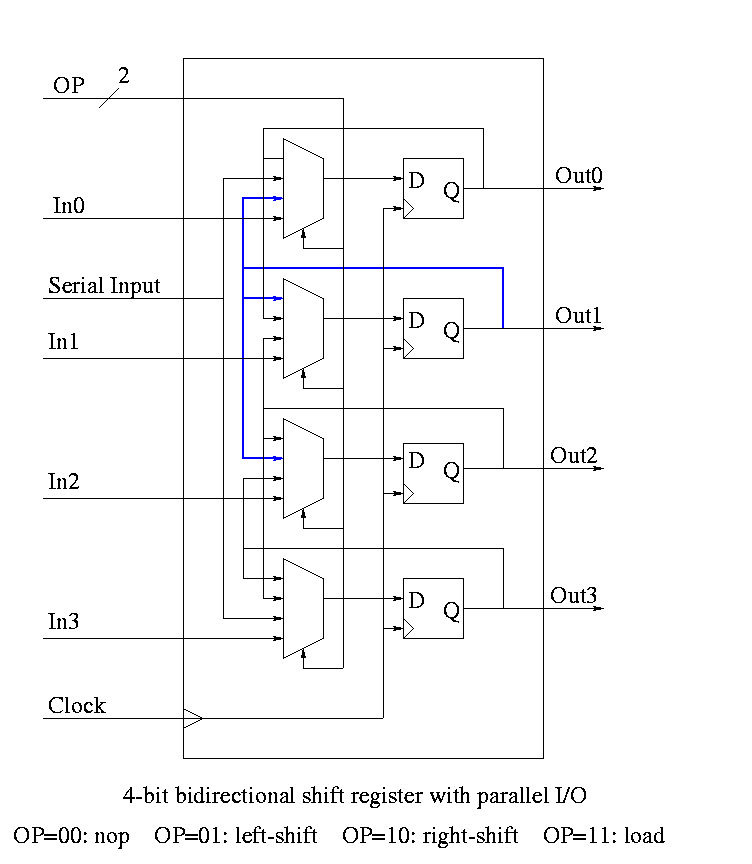 OP 2
In0
Serial Input
In1
In2
In3
Clock
D Q
D Q
D Q
D Q
Out0
Out1
Out2
Out3
4-bit bidirectional shift register with parallel I/O
OP=00: nop OP=01: left-shift OP=10: right-shift OP=11: load